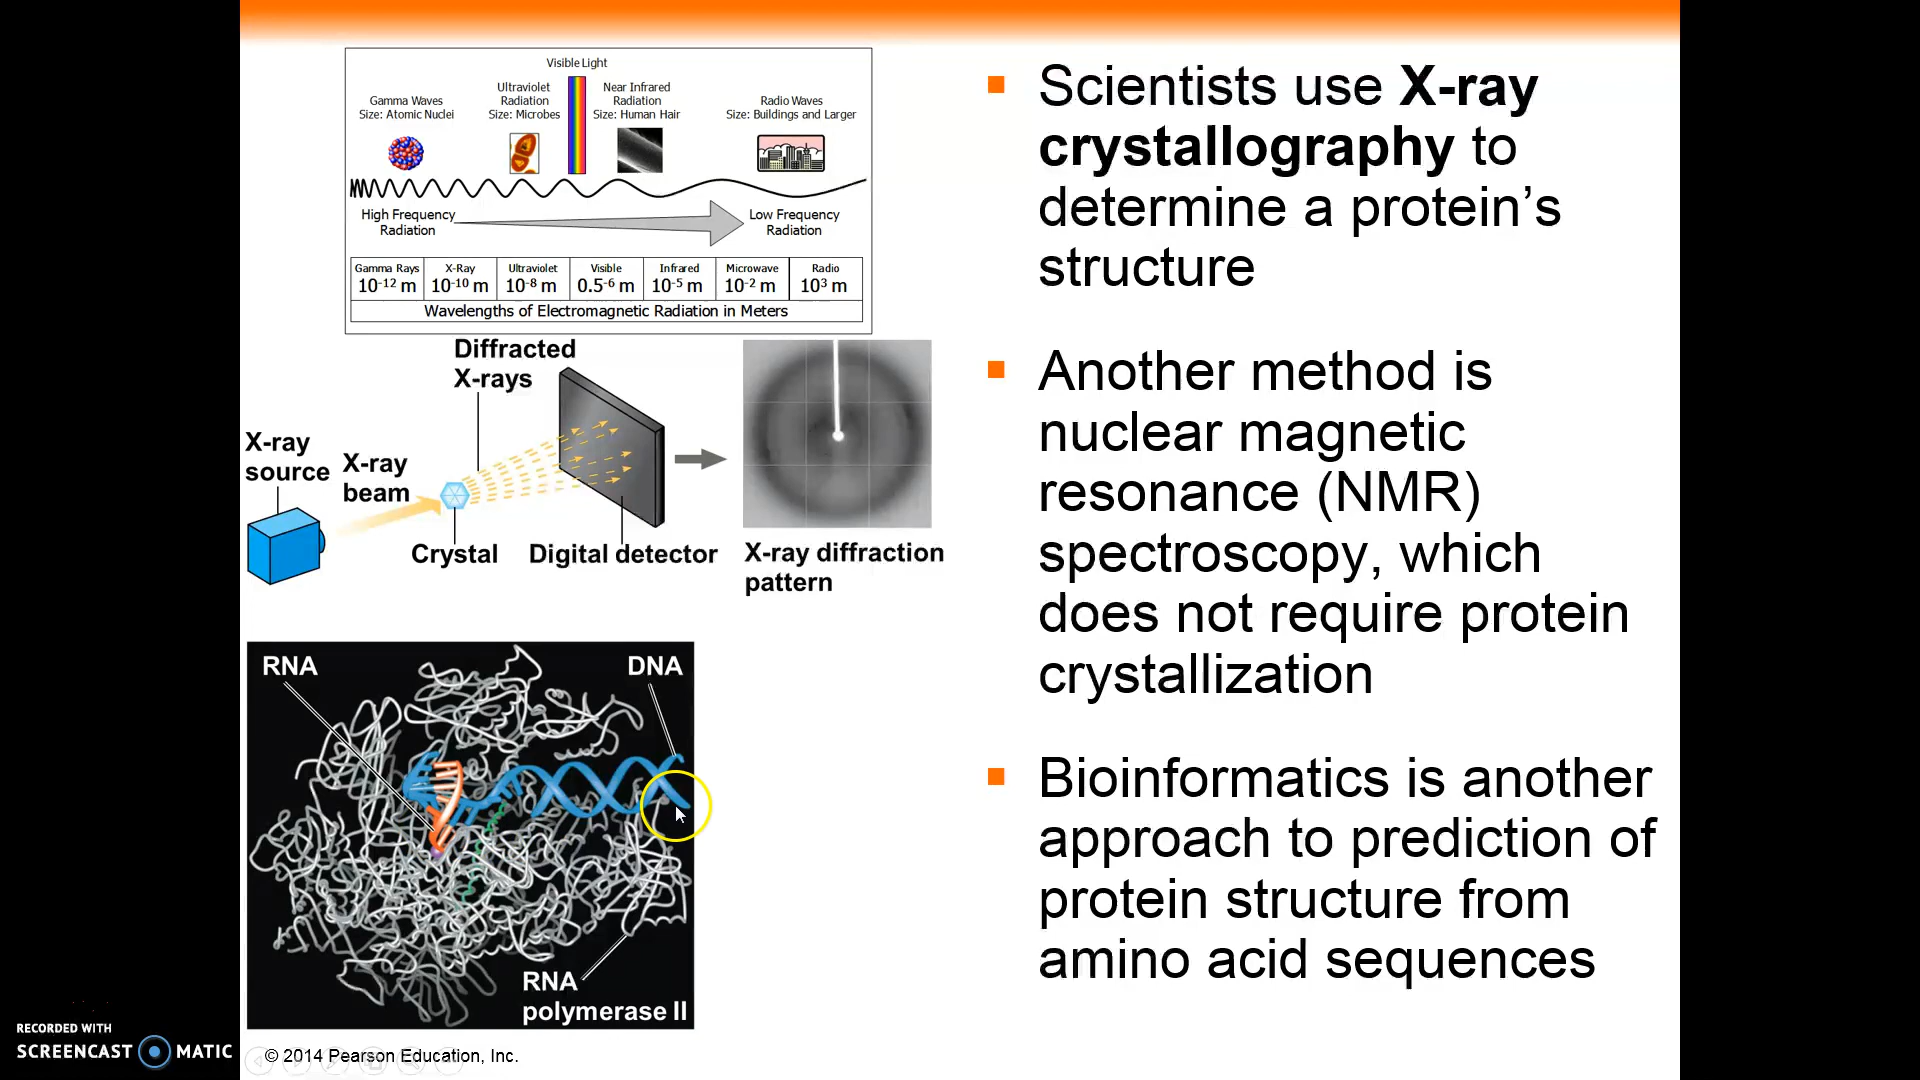 Visible Light
Gamma Waves
Size: Atomic Nuclei
Ultraviolet
Radiation
Size: Microbes
Near Infrared
Radiation
Size: Human Hair
Radio Waves
Size: Buildings and Larger
High Frequency
Radiation
Low Frequency
Radiation
Gamma Rays X-Ray Ultraviolet Visible Infrared Microwave Radio
10-12 m 10-10 m 10-8 m 0.5-6 m 10-5 m 10-2 m 103 m
Wavelengths of Electromagnetic Radiation in Meters
Diffracted
X-rays
X-ray
source
X-ray
beam
Crystal
Digital detector
X-ray diffraction
pattern
RNA
DNA
RNA
polymerase II
© 2014 Pearson Education, Inc.
Scientists use X-ray
crystallography to
determine a protein’s
structure
Another method is
nuclear magnetic
resonance (NMR)
spectroscopy, which
does not require protein
crystallization
Bioinformatics is another
approach to prediction of
protein structure from
amino acid sequences
RECORDED WITH
SCREENCAST MATIC